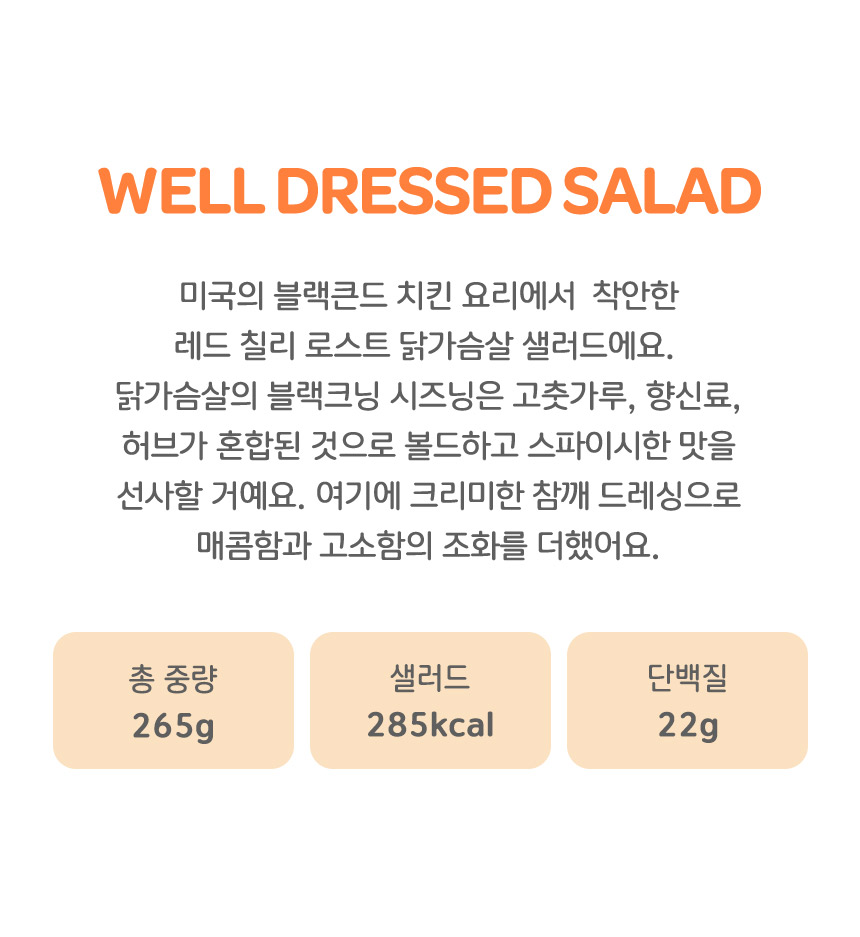 WELL DRESSED SALAD
미국의 블랙큰드 치킨 요리에서 착안한
레드 칠리 로스트 닭가슴살 샐러드에요.
닭가슴살의 블랙크닝 시즈닝은 고춧가루, 향신료,
허브가 혼합된 것으로 볼드하고 스파이시한 맛을
선사할 거예요. 여기에 크리미한 참깨 드레싱으로
매콤함과 고소함의 조화를 더했어요.
총 중량 샐러드 단백질
265g 285kcal 22g